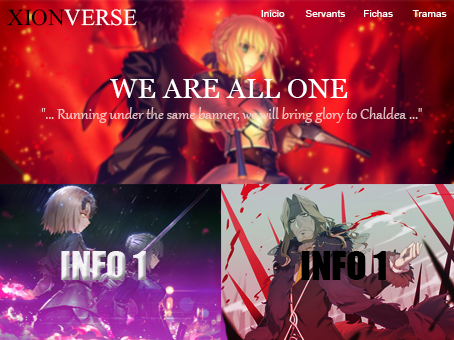 XIONVERSE
Início Servants Fichas Tramas
WE ARE ALL ONE
"... Running under the same banner, we will bring glory to Chaldea ..."
INFO 1 INFO 1